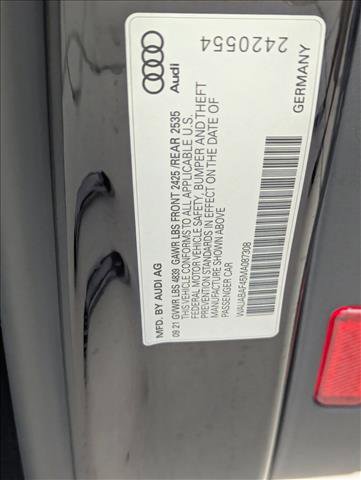 Audi
2420554
GERMANY
MFD. BY AUDI AG
09 21 GVWR LBS 4839 GAWR LBS FRONT 2425 /REAR 2535
THIS VEHICLE CONFORMS TO ALL APPLICABLE U.S.
FEDERAL MOTOR VEHICLE SAFETY, BUMPER AND THEFT
PREVENTION STANDARDS IN EFFECT ON THE DATE OF
MANUFACTURE SHOWN ABOVE
PASSENGER CAR
WAUABAF45MA087308